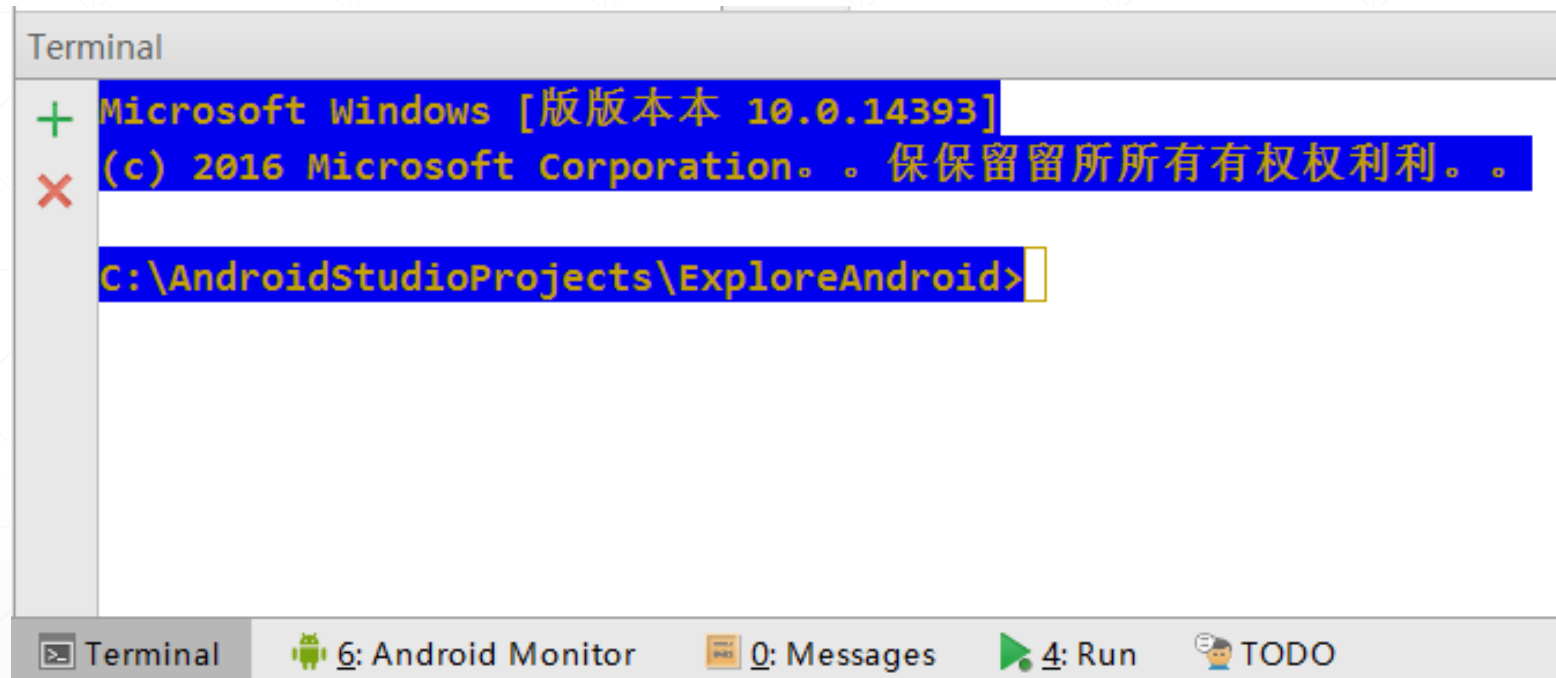 Terminal
Microsoft Windows [版版本本 10.0.14393]
(c) 2016 Microsoft Corporation。。保保留留所所有有权权利利。。
C:\AndroidStudioProjects\ExploreAndroid>
Terminal 6: Android Monitor 0: Messages 4: Run TODO